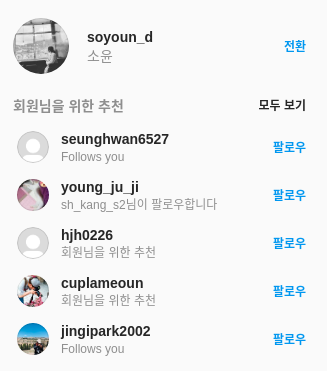 soyoun_d
소윤
전환
회원님을 위한 추천
모두 보기
seunghwan6527
Follows you
팔로우
young_ju_ji
sh_kang_s2님이 팔로우합니다
팔로우
hjh0226
회원님을 위한 추천
팔로우
cuplameoun
회원님을 위한 추천
팔로우
jingipark2002
Follows you
팔로우